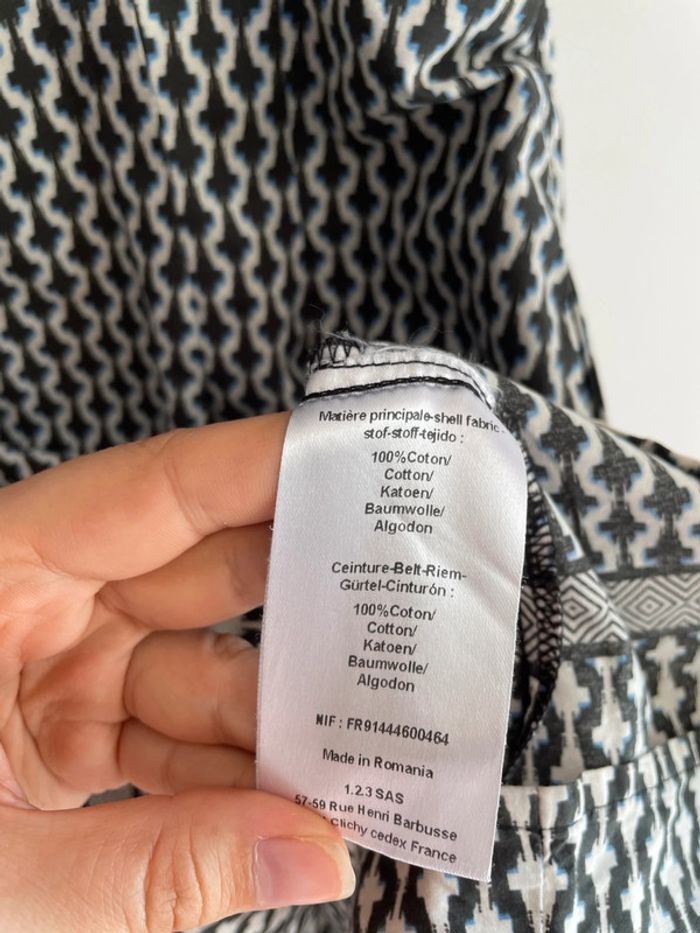 Matière principale-shell fabric-
stof-stoff-tejido :
100%Coton/
Cotton/
Katoen/
Baumwolle/
Algodon
Ceinture-Belt-Riem-
Gürtel-Cinturón :
100%Coton/
Cotton/
Katoen/
Baumwolle/
Algodon
NIF : FR91444600464
Made in Romania
1.2.3 SAS
57-59 Rue Henri Barbusse
Clichy cedex France